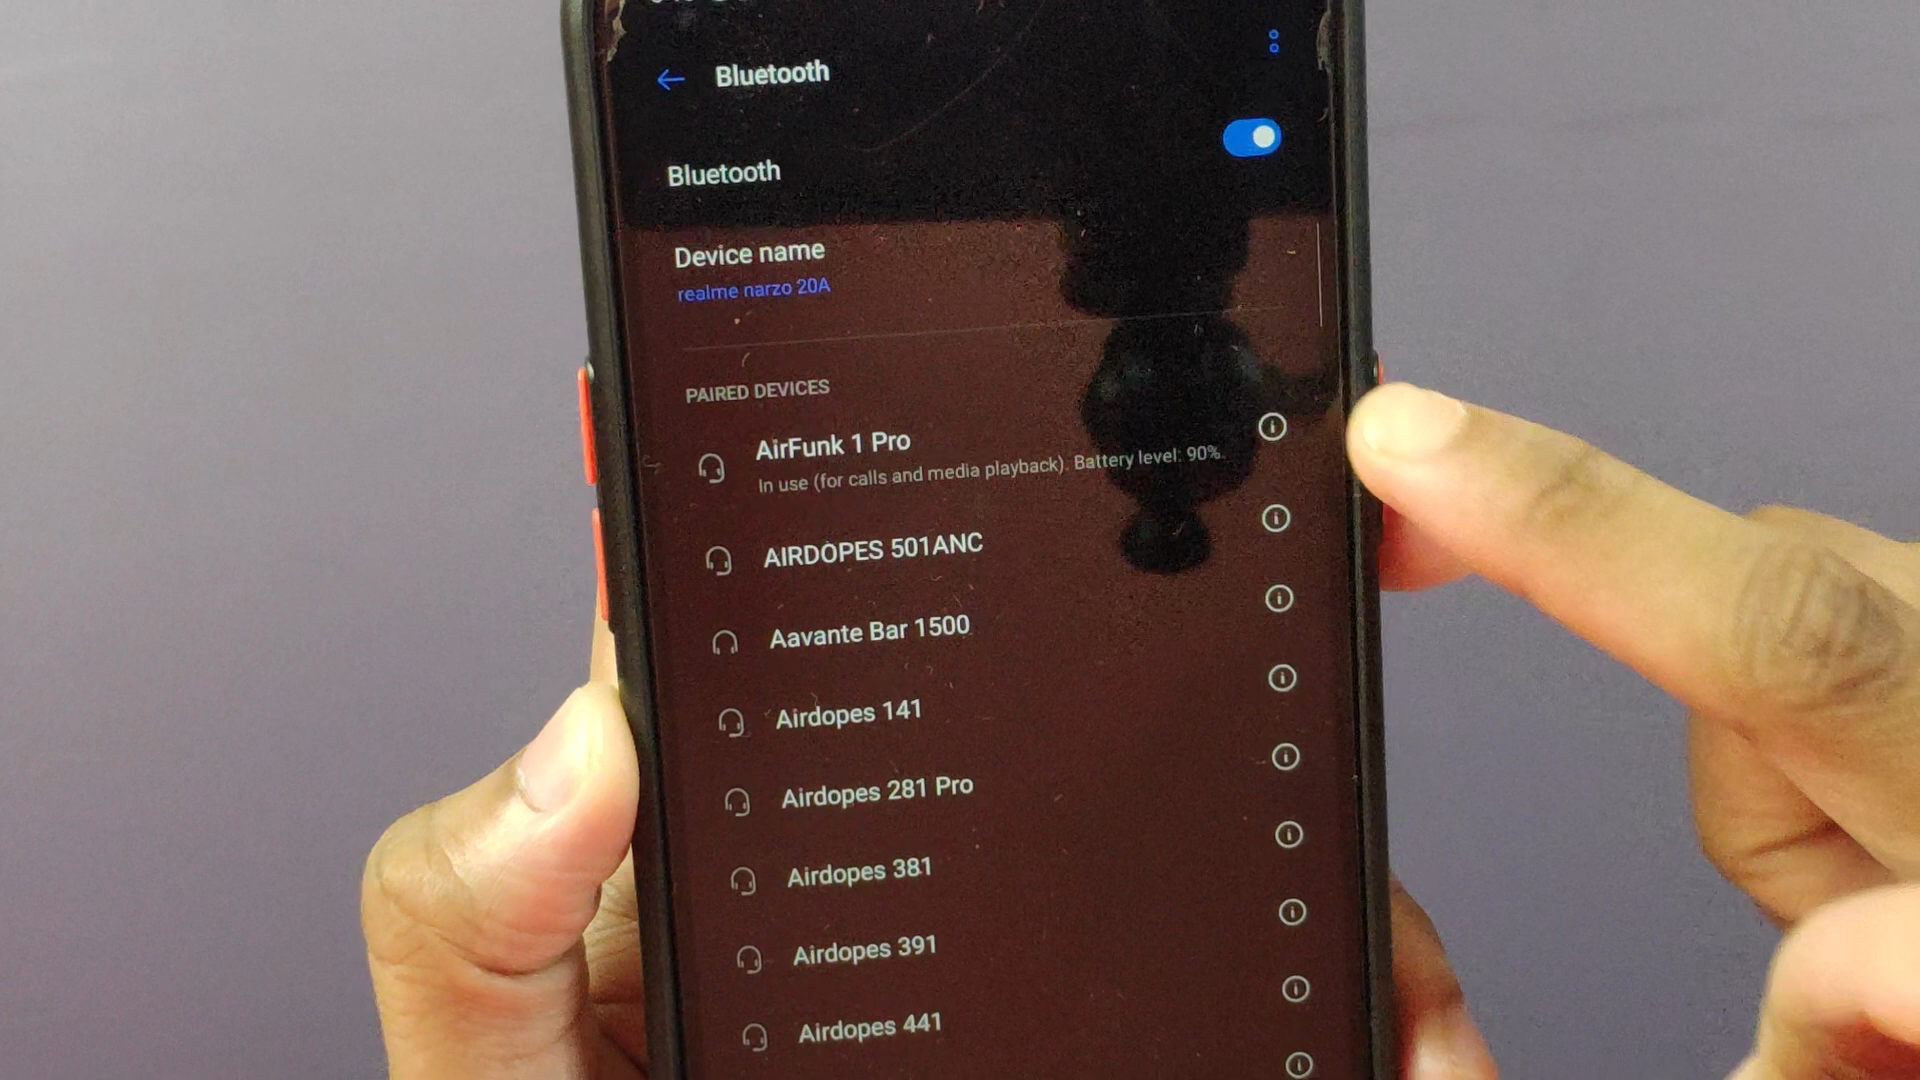 Bluetooth
Bluetooth
Device name
realme narzo 20A
PAIRED DEVICES
AirFunk 1 Pro
In use (for calls and media playback). Battery level: 90%.
AIRDOPES 501ANC
Aavante Bar 1500
Airdopes 141
Airdopes 281 Pro
Airdopes 381
Airdopes 391
Airdopes 441